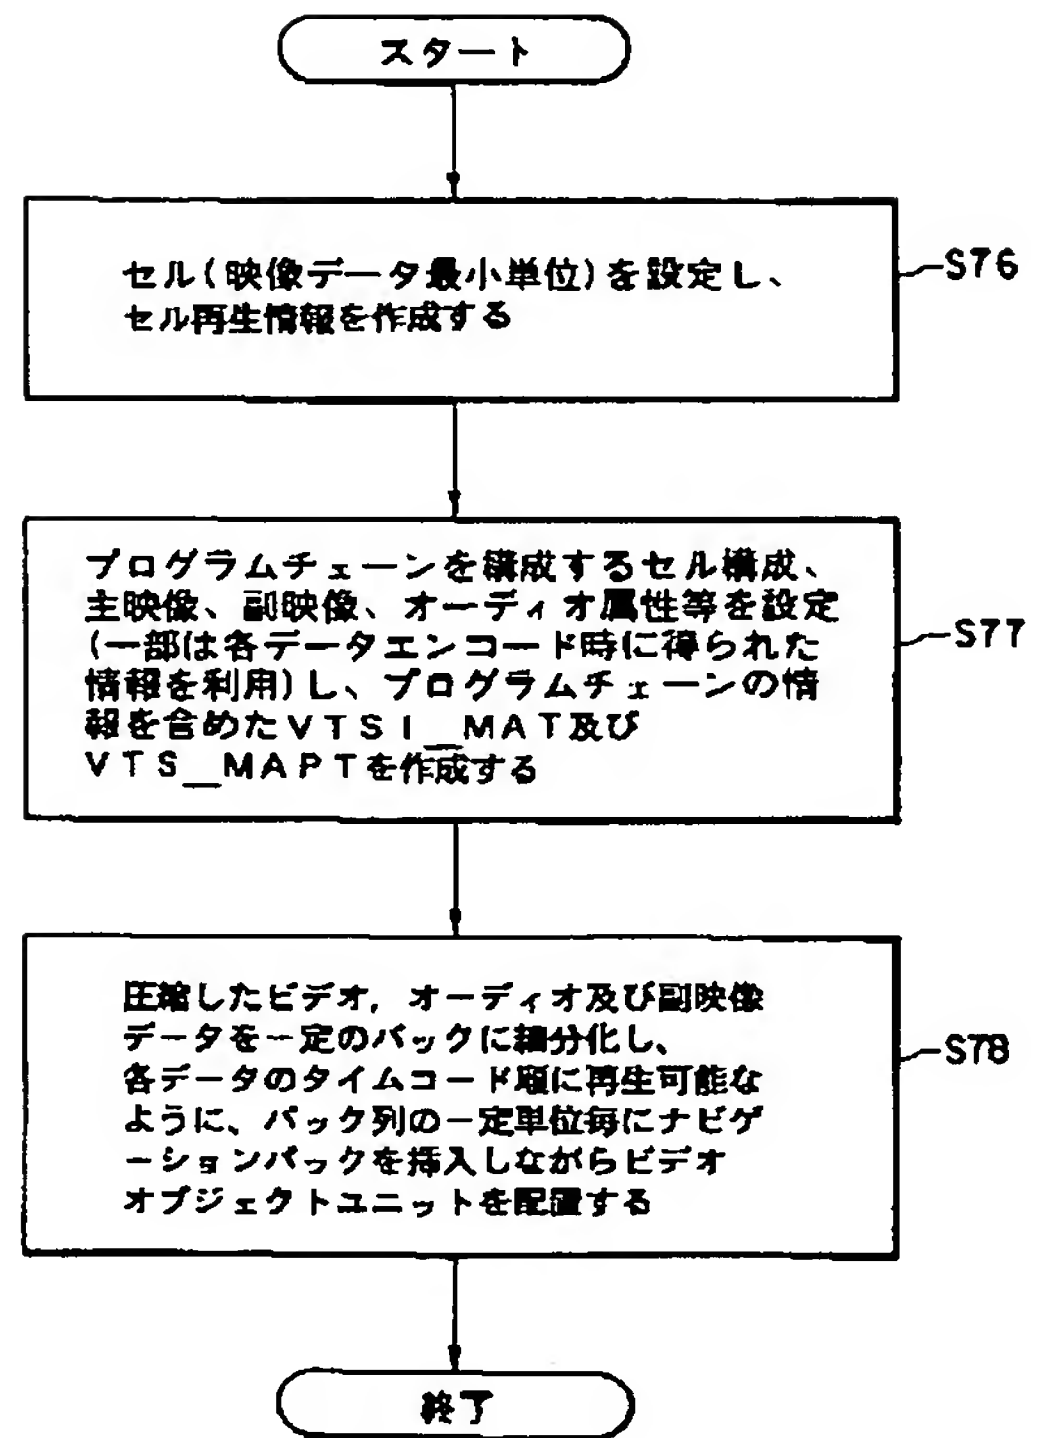 スタート
セル(映像データ最小単位)を設定し、
セル再生情報を作成する
S76
プログラムチェーンを構成するセル構成、
主映像、副映像、オーディオ属性等を設定
(一部は各データエンコード時に得られた
情報を利用)し、プログラムチェーンの情
報を含めたVTSI_MAT及び
VTS_MAPTを作成する
S77
圧縮したビデオ,オーディオ及び副映像
データを一定のパックに細分化し、
各データのタイムコード順に再生可能な
ように、パック列の一定単位毎にナビゲ
ーションパックを挿入しながらビデオ
オブジェクトユニットを配置する
S78
終了